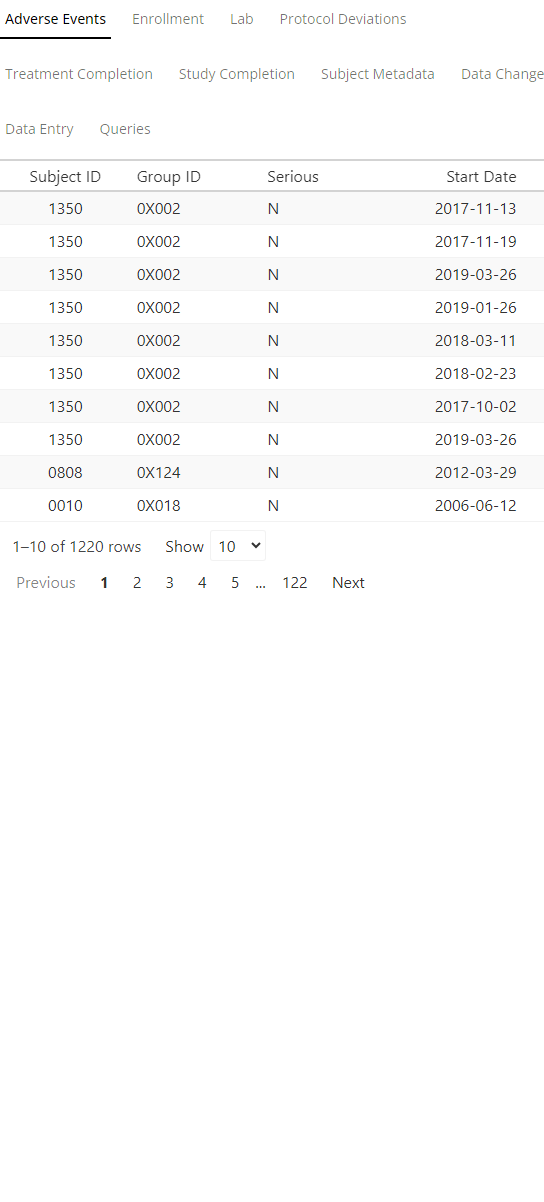 Adverse Events Enrollment Lab Protocol Deviations
Treatment Completion Study Completion Subject Metadata Data Change
Data Entry Queries
Subject ID Group ID Serious Start Date
1350 0X002 N 2017-11-13
1350 0X002 N 2017-11-19
1350 0X002 N 2019-03-26
1350 0X002 N 2019-01-26
1350 0X002 N 2018-03-11
1350 0X002 N 2018-02-23
1350 0X002 N 2017-10-02
1350 0X002 N 2019-03-26
0808 0X124 N 2012-03-29
0010 0X018 N 2006-06-12
1–10 of 1220 rows Show 10
Previous 1 2 3 4 5 ... 122 Next